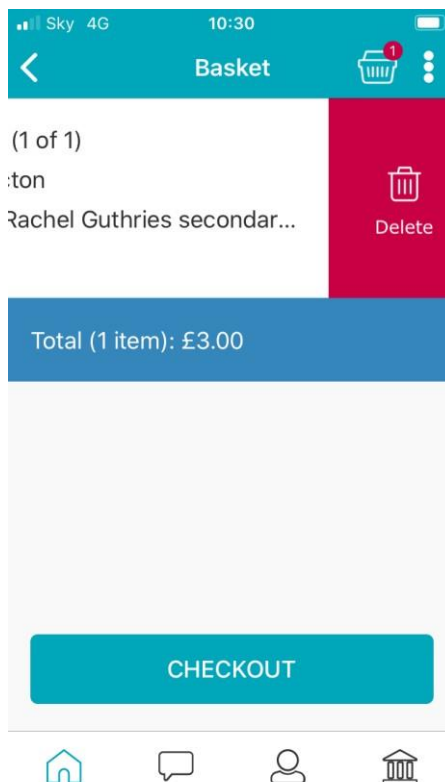 Sky 4G 10:30
Basket
1
(1 of 1)
:ton
Rachel Guthries secondar...
Delete
Total (1 item): £3.00
CHECKOUT